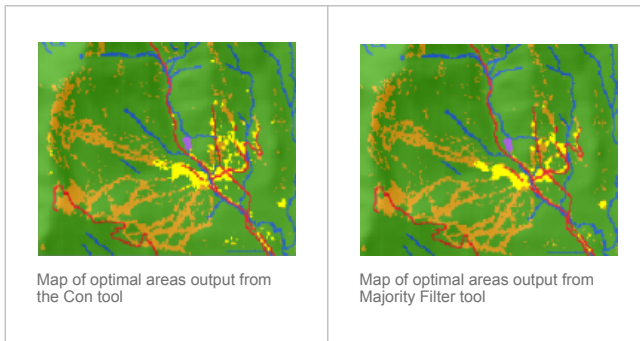 Map of optimal areas output from
the Con tool
Map of optimal areas output from
Majority Filter tool